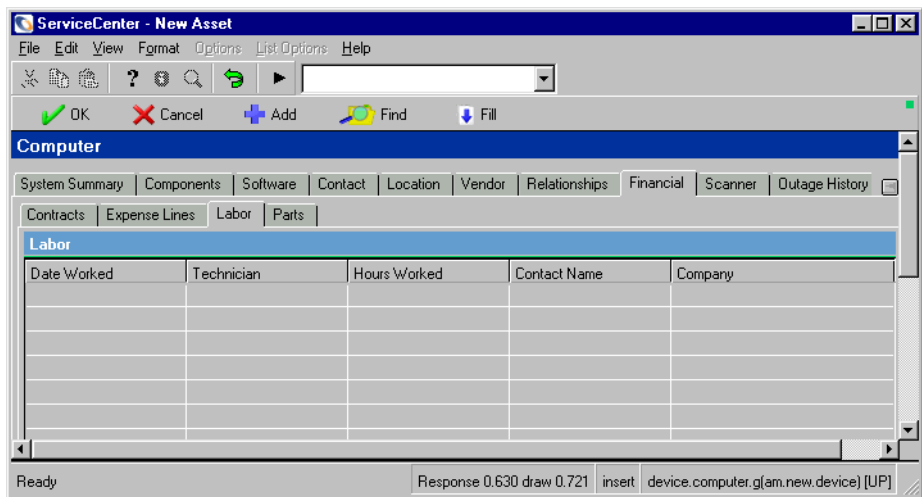 ServiceCenter - New Asset
File Edit View Format Options List Options Help
?
OK Cancel Add Find Fill
Computer
System Summary Components Software Contact Location Vendor Relationships Financial Scanner Outage History
Contracts Expense Lines Labor Parts
Labor
Date Worked Technician Hours Worked Contact Name Company
Ready Response 0.630 draw 0.721 insert device.computer.g(am.new.device) [UP]